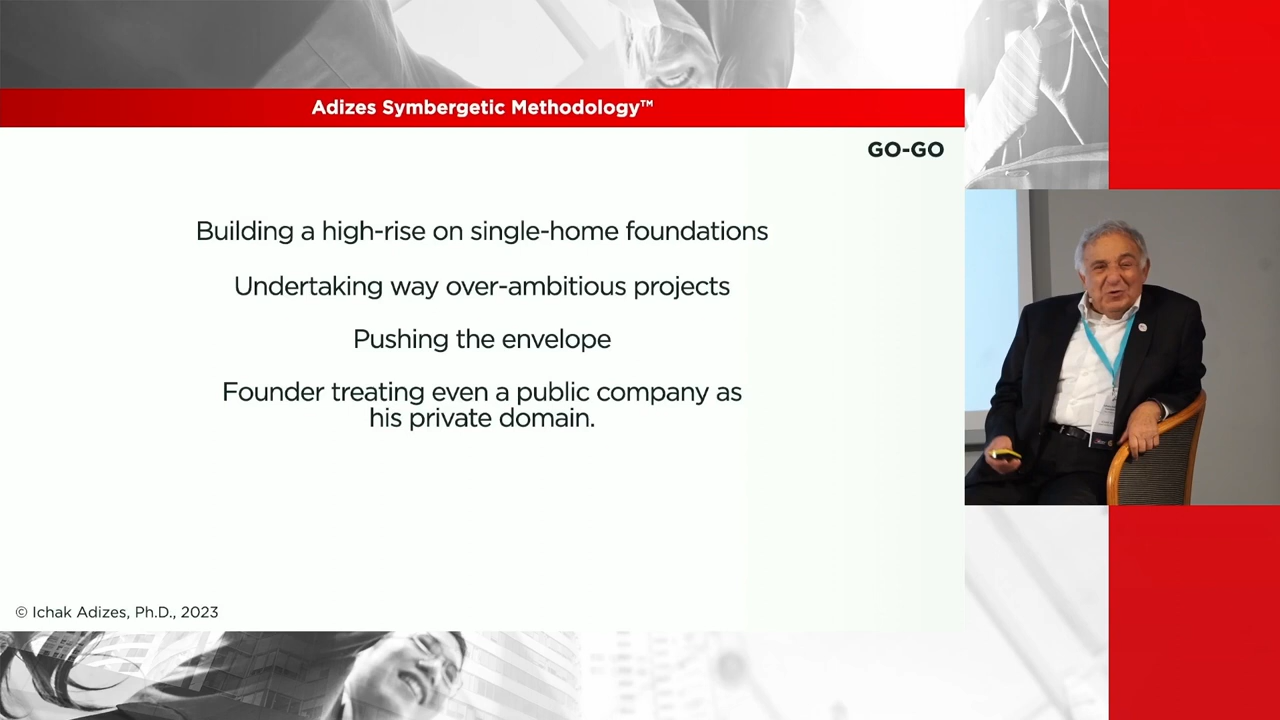 Adizes Symbergetic Methodology™
GO-GO
Building a high-rise on single-home foundations
Undertaking way over-ambitious projects
Pushing the envelope
Founder treating even a public company as
his private domain.
© Ichak Adizes, Ph.D., 2023